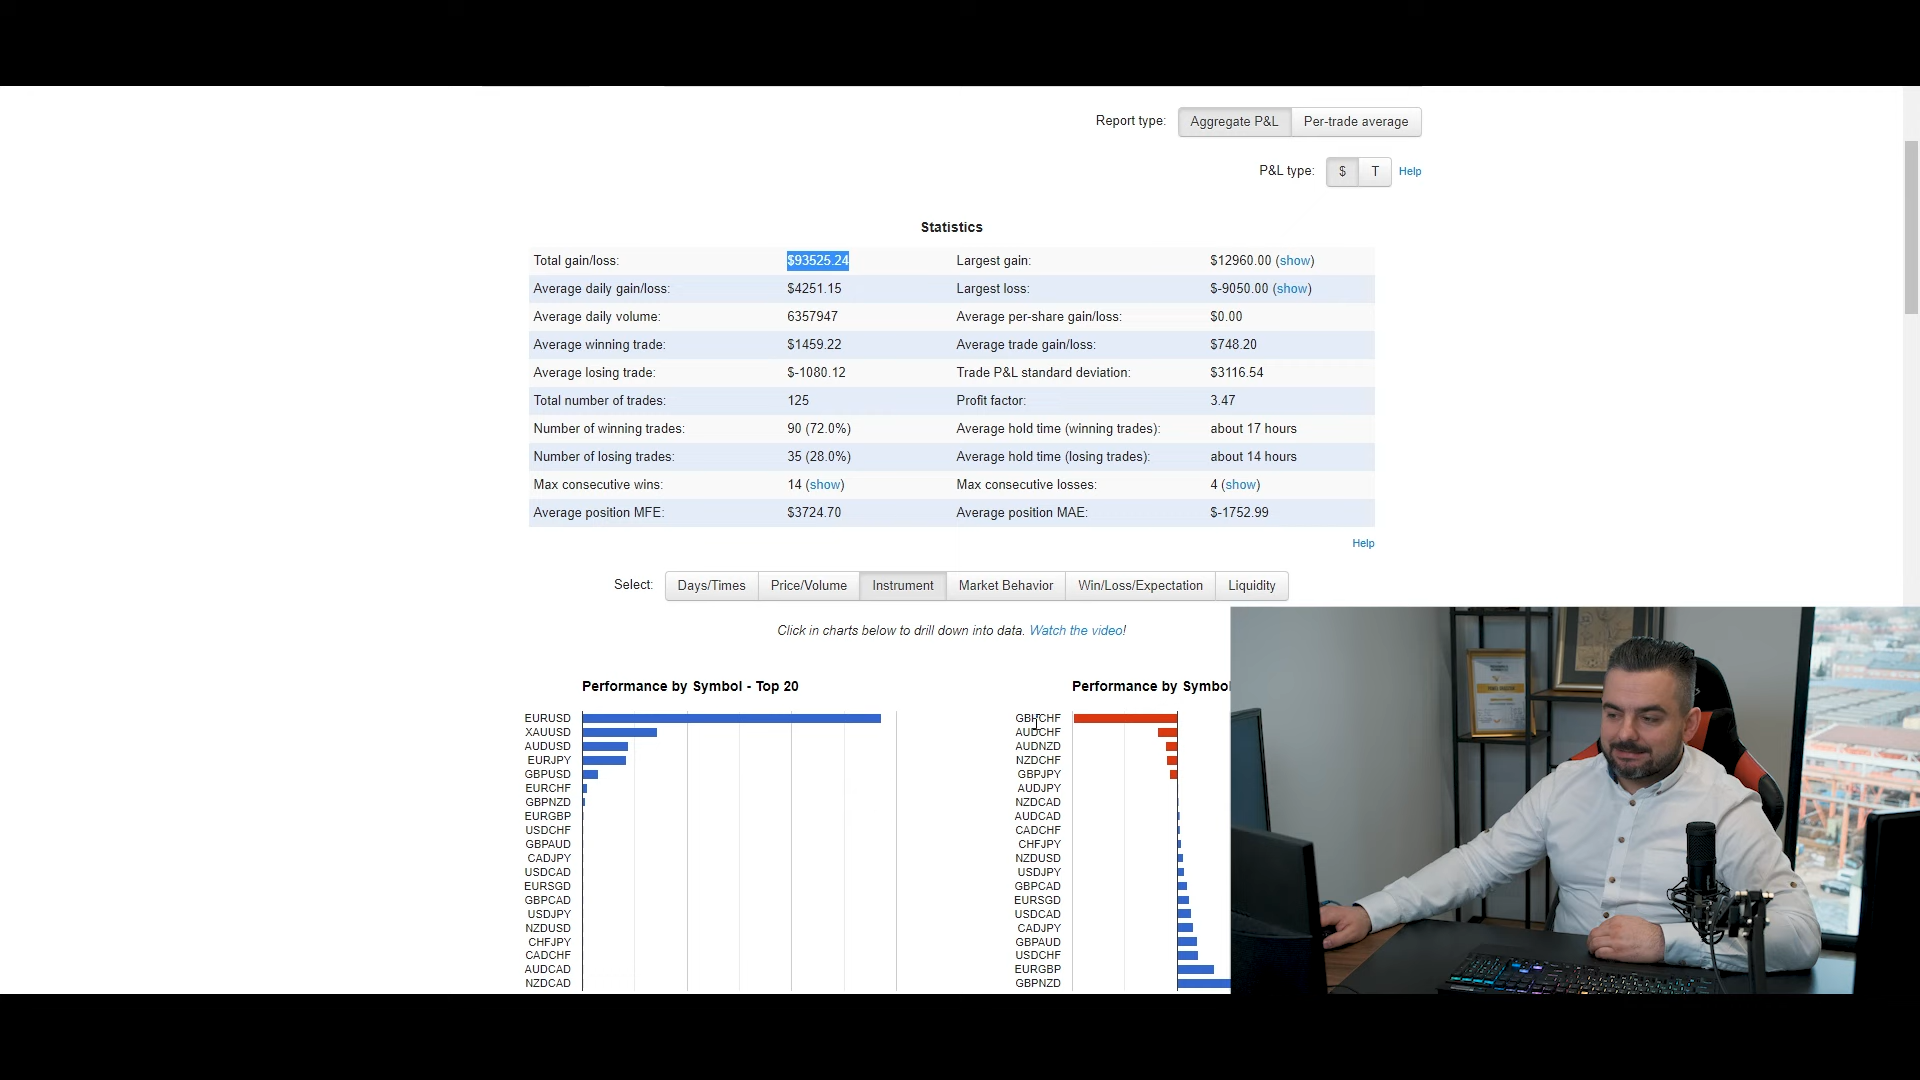 Report type: Aggregate P&L Per-trade average
P&L type: $ T Help
Statistics
Total gain/loss: $93525.24 Largest gain: $12960.00 (show)
Average daily gain/loss: $4251.15 Largest loss: $-9050.00 (show)
Average daily volume: 6357947 Average per-share gain/loss: $0.00
Average winning trade: $1459.22 Average trade gain/loss: $748.20
Average losing trade: $-1080.12 Trade P&L standard deviation: $3116.54
Total number of trades: 125 Profit factor: 3.47
Number of winning trades: 90 (72.0%) Average hold time (winning trades): about 17 hours
Number of losing trades: 35 (28.0%) Average hold time (losing trades): about 14 hours
Max consecutive wins: 14 (show) Max consecutive losses: 4 (show)
Average position MFE: $3724.70 Average position MAE: $-1752.99
Help
Select: Days/Times Price/Volume Instrument Market Behavior Win/Loss/Expectation Liquidity
Click in charts below to drill down into data. Watch the video!
Performance by Symbol - Top 20
EURUSD
XAUUSD
AUDUSD
EURJPY
GBPUSD
EURCHF
GBPNZD
EURGBP
USDCHF
GBPAUD
CADJPY
USDCAD
EURSGD
GBPCAD
USDJPY
NZDUSD
CHFJPY
CADCHF
AUDCAD
NZDCAD
Performance by Symbol
GBPCHF
AUDCHF
AUDNZD
NZDCHF
GBPJPY
AUDJPY
NZDCAD
AUDCAD
CADCHF
CHFJPY
NZDUSD
USDJPY
GBPCAD
EURSGD
USDCAD
CADJPY
GBPAUD
USDCHF
EURGBP
GBPNZD